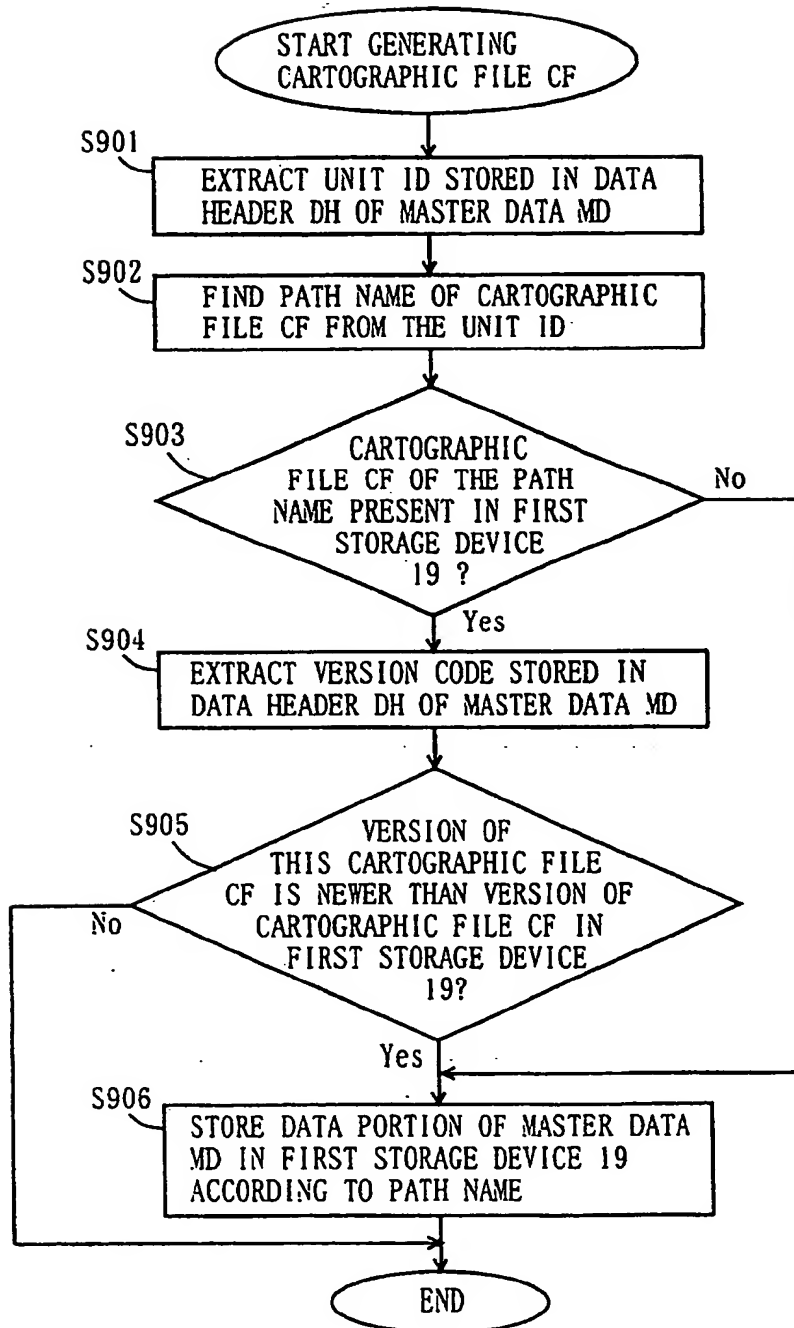 START GENERATING
CARTOGRAPHIC FILE CF
S901
EXTRACT UNIT ID STORED IN DATA
HEADER DH OF MASTER DATA MD
S902
FIND PATH NAME OF CARTOGRAPHIC
FILE CF FROM THE UNIT ID
S903
CARTOGRAPHIC
FILE CF OF THE PATH
NAME PRESENT IN FIRST
STORAGE DEVICE
19 ?
No
Yes
S904
EXTRACT VERSION CODE STORED IN
DATA HEADER DH OF MASTER DATA MD
S905
VERSION OF
THIS CARTOGRAPHIC FILE
CF IS NEWER THAN VERSION OF
CARTOGRAPHIC FILE CF IN
FIRST STORAGE DEVICE
19?
No
Yes
S906
STORE DATA PORTION OF MASTER DATA
MD IN FIRST STORAGE DEVICE 19
ACCORDING TO PATH NAME
END